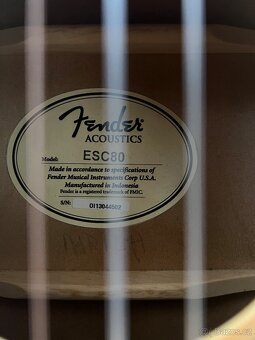 Fender
ACOUSTICS
Model: ESC80
Made in accordance to specifications of
Fender Musical Instruments Corp U.S.A.
Manufactured in Indonesia
Fender is a registered trademark of FMIC.
S/N: OI13044502